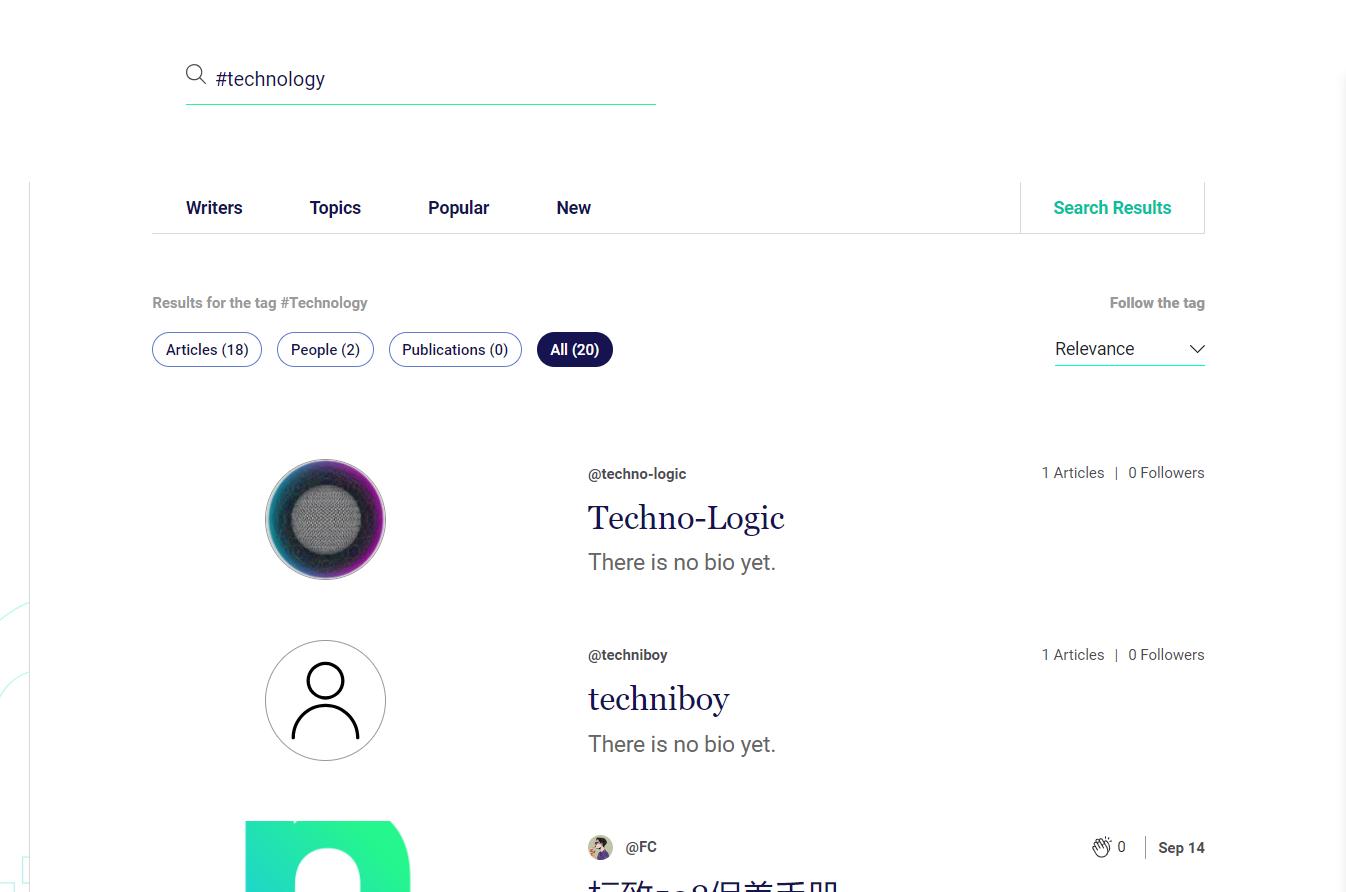 #technology
Writers Topics Popular New Search Results
Results for the tag #Technology Follow the tag
Articles (18) People (2) Publications (0) All (20) Relevance
@techno-logic 1 Articles | 0 Followers
Techno-Logic
There is no bio yet.
@techniboy 1 Articles | 0 Followers
techniboy
There is no bio yet.
@FC 0 Sep 14